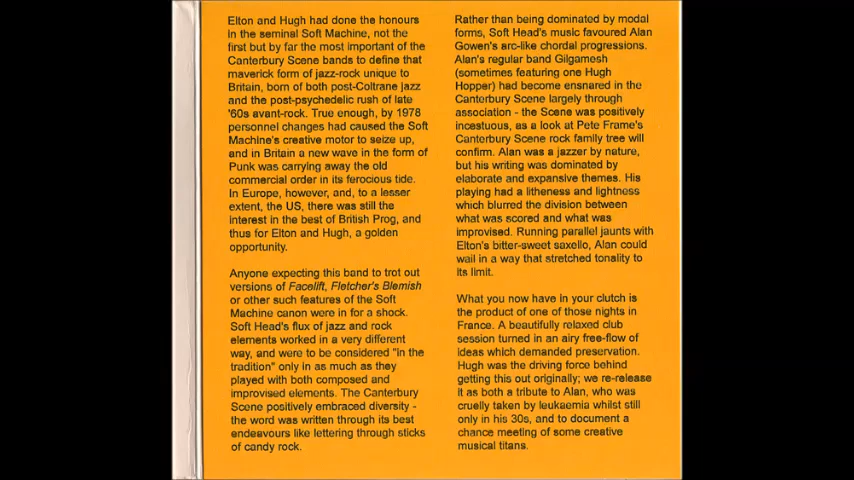 Elton and Hugh had done the honours
in the seminal Soft Machine, not the
first but by far the most important of the
Canterbury Scene bands to define that
maverick form of jazz-rock unique to
Britain, born of both post-Coltrane jazz
and the post-psychedelic rush of late
'60s avant-rock. True enough, by 1978
personnel changes had caused the Soft
Machine's creative motor to seize up,
and in Britain a new wave in the form of
Punk was carrying away the old
commercial order in its ferocious tide.
In Europe, however, and, to a lesser
extent, the US, there was still the
interest in the best of British Prog, and
thus for Elton and Hugh, a golden
opportunity.
Anyone expecting this band to trot out
versions of Facelift, Fletcher's Blemish
or other such features of the Soft
Machine canon were in for a shock.
Soft Head's flux of jazz and rock
elements worked in a very different
way, and were to be considered "in the
tradition" only in as much as they
played with both composed and
improvised elements. The Canterbury
Scene positively embraced diversity -
the word was written through its best
endeavours like lettering through sticks
of candy rock.
Rather than being dominated by modal
forms, Soft Head's music favoured Alan
Gowen's arc-like chordal progressions.
Alan's regular band Gilgamesh
(sometimes featuring one Hugh
Hopper) had become ensnared in the
Canterbury Scene largely through
association - the Scene was positively
incestuous, as a look at Pete Frame's
Canterbury Scene rock family tree will
confirm. Alan was a jazzer by nature,
but his writing was dominated by
elaborate and expansive themes. His
playing had a litheness and lightness
which blurred the division between
what was scored and what was
improvised. Running parallel jaunts with
Elton's bitter-sweet saxello, Alan could
wail in a way that stretched tonality to
its limit.
What you now have in your clutch is
the product of one of those nights in
France. A beautifully relaxed club
session turned in an airy free-flow of
ideas which demanded preservation.
Hugh was the driving force behind
getting this out originally; we re-release
it as both a tribute to Alan, who was
cruelly taken by leukaemia whilst still
only in his 30s, and to document a
chance meeting of some creative
musical titans.